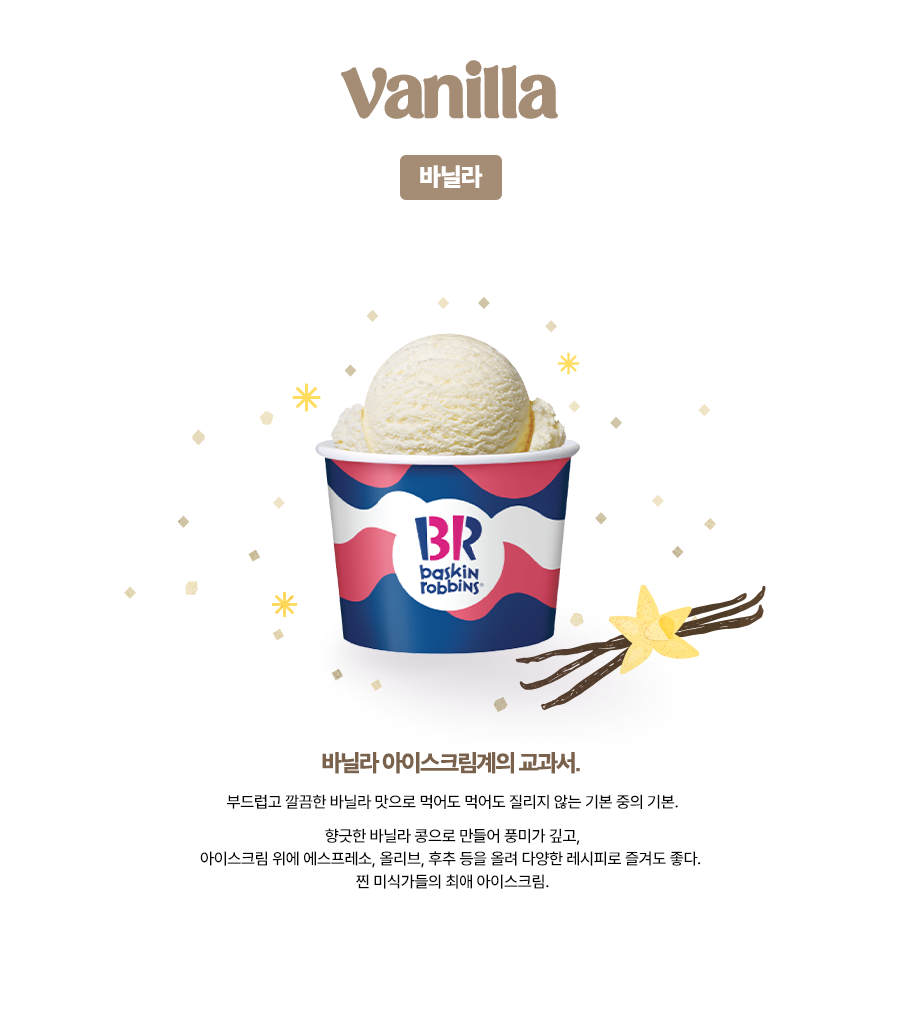 Vanilla
바닐라
BR
baskin
robbins®
바닐라 아이스크림계의 교과서.
부드럽고 깔끔한 바닐라 맛으로 먹어도 먹어도 질리지 않는 기본 중의 기본.
향긋한 바닐라 콩으로 만들어 풍미가 깊고,
아이스크림 위에 에스프레소, 올리브, 후추 등을 올려 다양한 레시피로 즐겨도 좋다.
찐 미식가들의 최애 아이스크림.